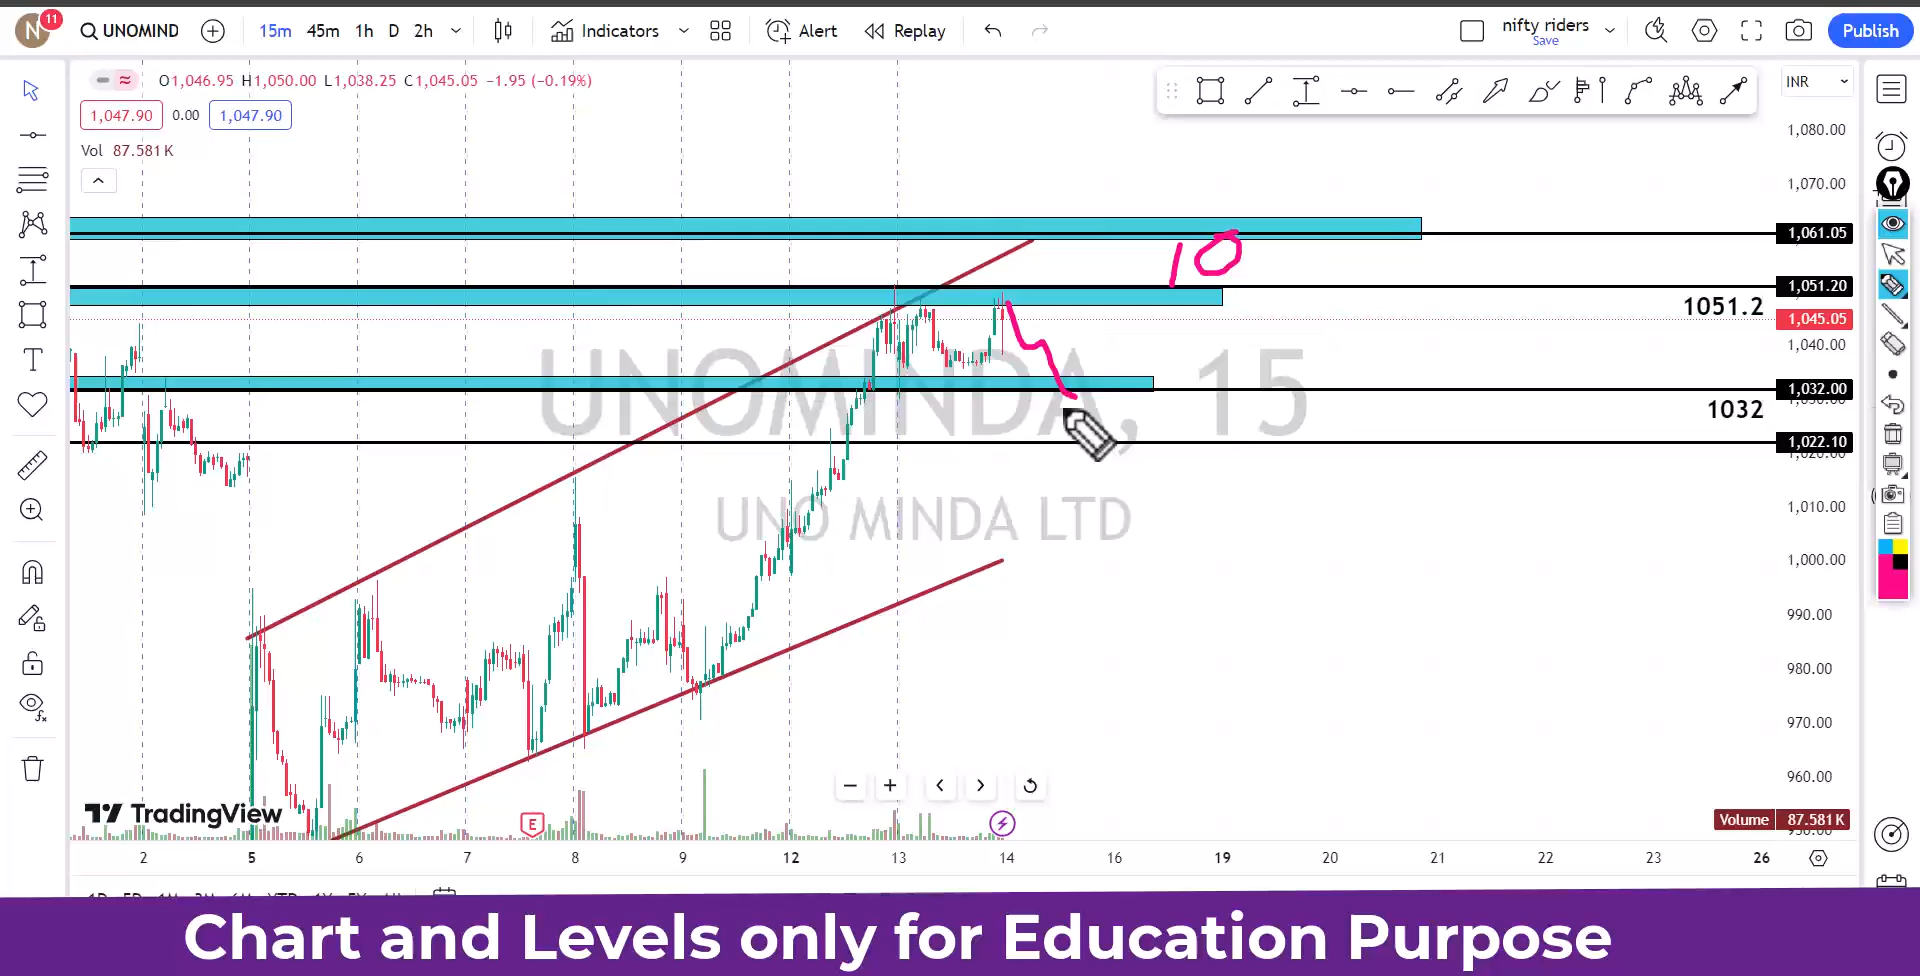 N 11 UNOMIND 15m 45m 1h D 2h Indicators Alert Replay nifty riders Save Publish
O1,046.95 H1,050.00 L1,038.25 C1,045.05 −1.95 (−0.19%)
INR
1,047.90 0.00 1,047.90
Vol 87.581K
1,080.00
1,070.00
1,061.05
10
1,051.20
1051.2
1,045.05
1,040.00
UNOMINDA, 15
1,032.00
1032
1,022.10
1,010.00
UNO MINDA LTD
1,000.00
990.00
980.00
970.00
960.00
TradingView
E
Volume 87.581K
2 5 6 7 8 9 12 13 14 16 19 20 21 22 23 26
Chart and Levels only for Education Purpose